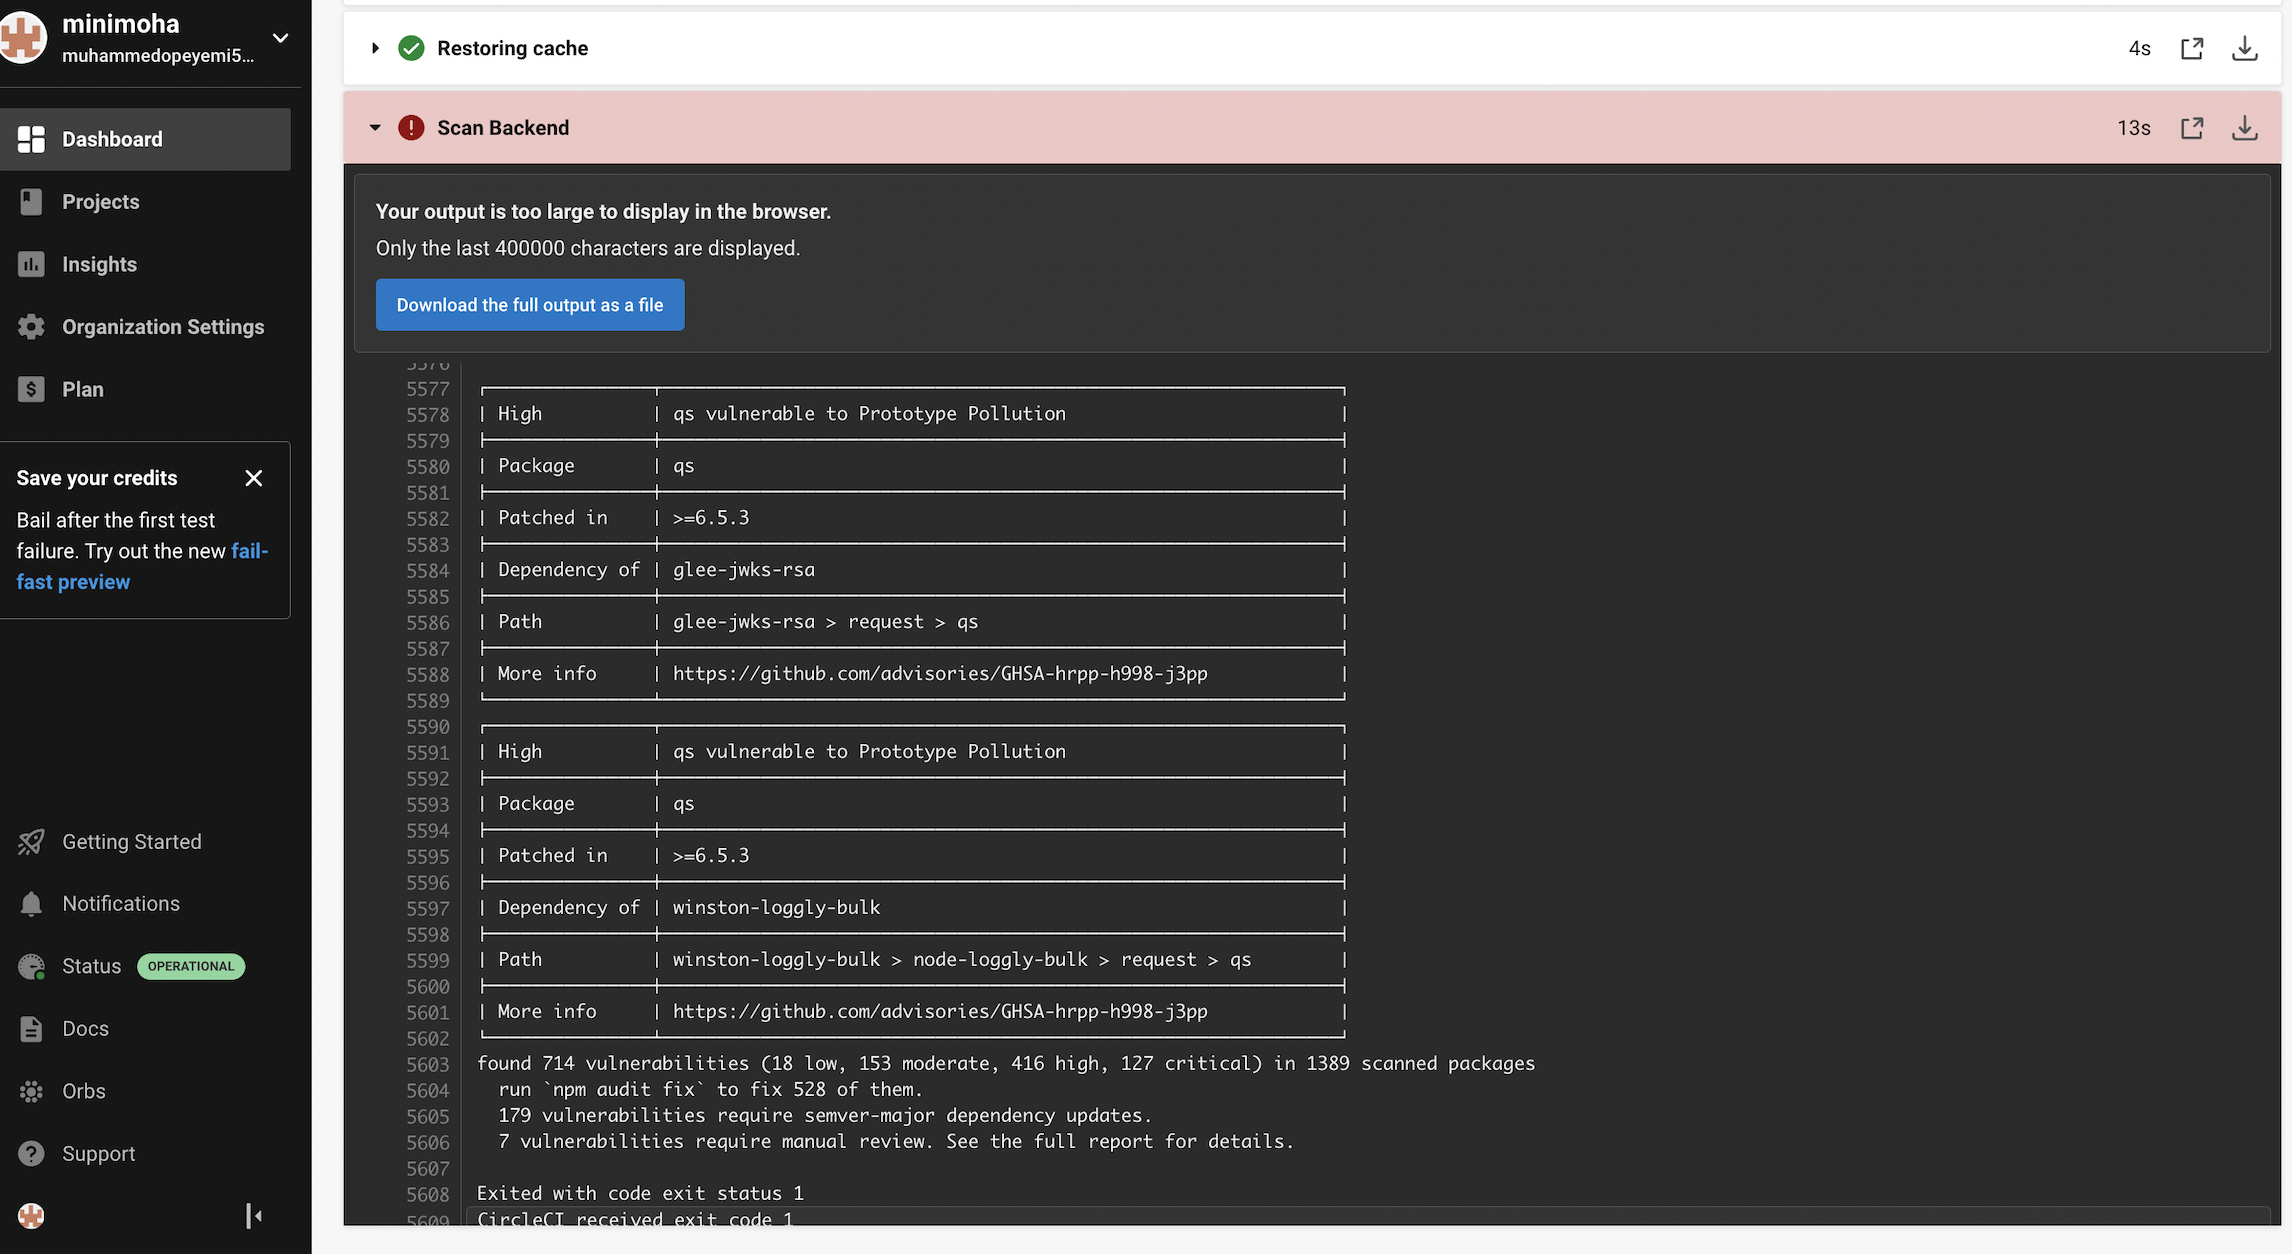 minimoha
muhammedopeyemi5...
Dashboard
Projects
Insights
Organization Settings
Plan
Save your credits
Bail after the first test
failure. Try out the new fail-
fast preview
Getting Started
Notifications
Status OPERATIONAL
Docs
Orbs
Support
Restoring cache 4s
Scan Backend 13s
Your output is too large to display in the browser.
Only the last 400000 characters are displayed.
Download the full output as a file
5576
5577
5578 | High | qs vulnerable to Prototype Pollution |
5579
5580 | Package | qs |
5581
5582 | Patched in | >=6.5.3 |
5583
5584 | Dependency of | glee-jwks-rsa |
5585
5586 | Path | glee-jwks-rsa > request > qs |
5587
5588 | More info | https://github.com/advisories/GHSA-hrpp-h998-j3pp |
5589
5590
5591 | High | qs vulnerable to Prototype Pollution |
5592
5593 | Package | qs |
5594
5595 | Patched in | >=6.5.3 |
5596
5597 | Dependency of | winston-loggly-bulk |
5598
5599 | Path | winston-loggly-bulk > node-loggly-bulk > request > qs |
5600
5601 | More info | https://github.com/advisories/GHSA-hrpp-h998-j3pp |
5602
5603 found 714 vulnerabilities (18 low, 153 moderate, 416 high, 127 critical) in 1389 scanned packages
5604 run `npm audit fix` to fix 528 of them.
5605 179 vulnerabilities require semver-major dependency updates.
5606 7 vulnerabilities require manual review. See the full report for details.
5607
5608 Exited with code exit status 1
5609 CircleCI received exit code 1